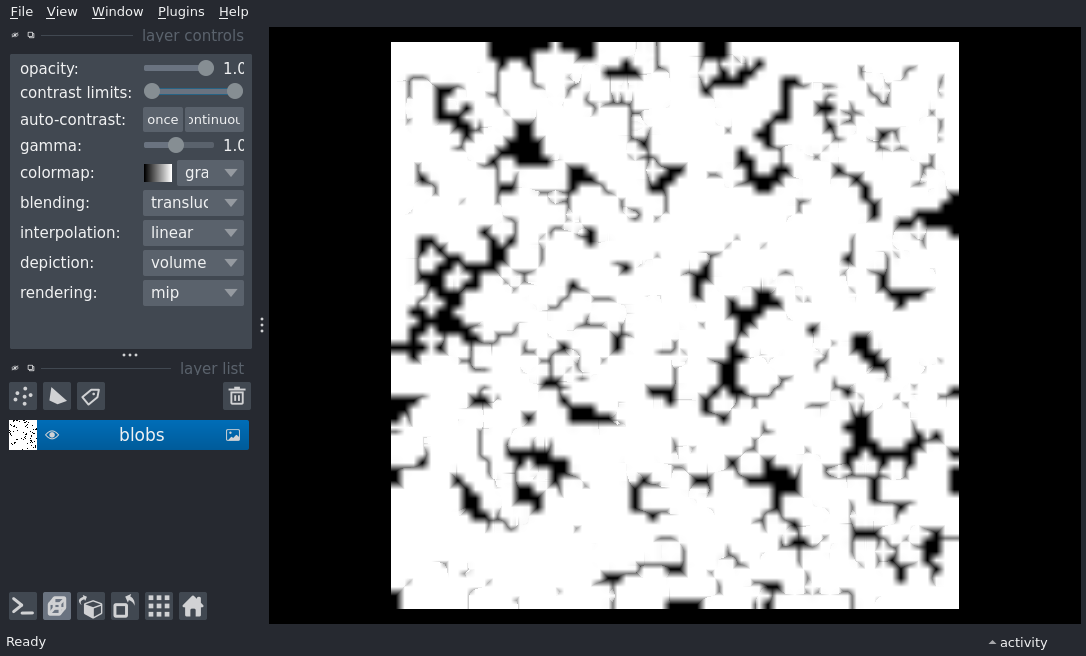 File View Window Plugins Help
layer controls
opacity: 1.0
contrast limits:
auto-contrast: once ontinuou
gamma: 1.0
colormap: gra
blending: transluc
interpolation: linear
depiction: volume
rendering: mip
layer list
blobs
Ready
activity